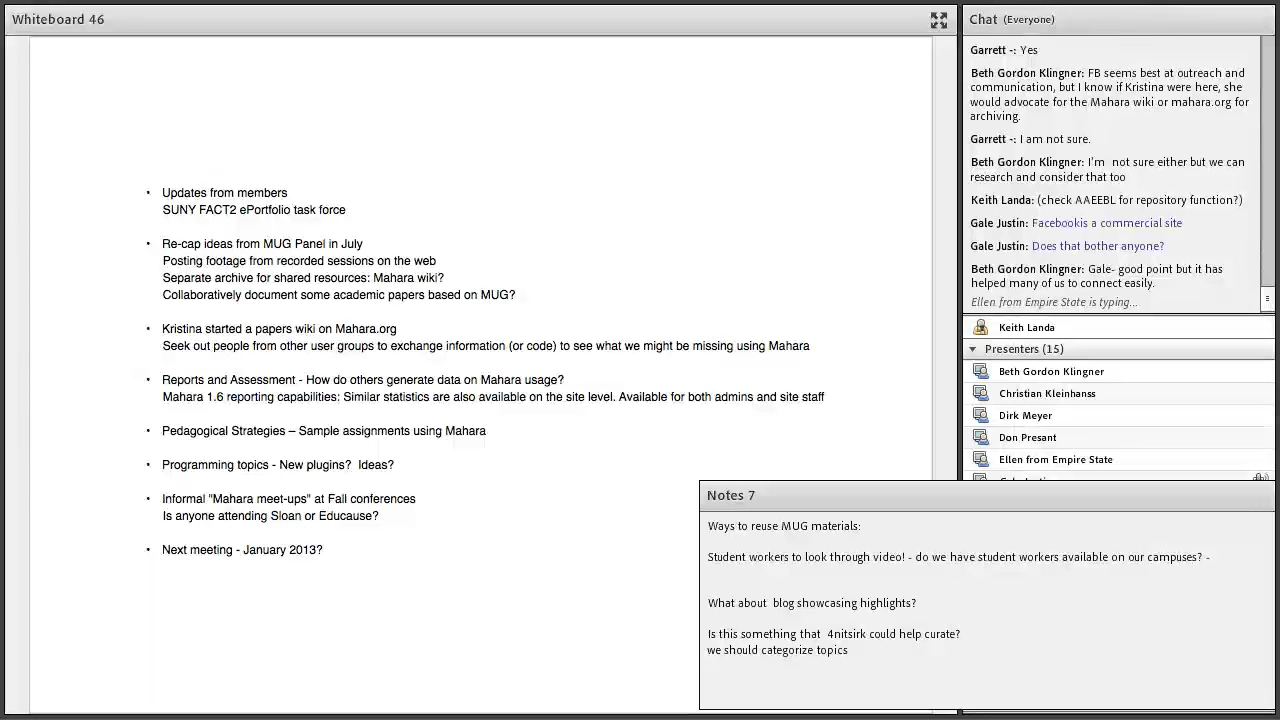 Whiteboard 46
• Updates from members
SUNY FACT2 ePortfolio task force
• Re-cap ideas from MUG Panel in July
Posting footage from recorded sessions on the web
Separate archive for shared resources: Mahara wiki?
Collaboratively document some academic papers based on MUG?
• Kristina started a papers wiki on Mahara.org
Seek out people from other user groups to exchange information (or code) to see what we might be missing using Mahara
• Reports and Assessment - How do others generate data on Mahara usage?
Mahara 1.6 reporting capabilities: Similar statistics are also available on the site level. Available for both admins and site staff
• Pedagogical Strategies – Sample assignments using Mahara
• Programming topics - New plugins?  Ideas?
• Informal "Mahara meet-ups" at Fall conferences
Is anyone attending Sloan or Educause?
• Next meeting - January 2013?
Chat (Everyone)
Garrett -: Yes
Beth Gordon Klingner: FB seems best at outreach and
communication, but I know if Kristina were here, she
would advocate for the Mahara wiki or mahara.org for
archiving.
Garrett -: I am not sure.
Beth Gordon Klingner: I'm  not sure either but we can
research and consider that too
Keith Landa: (check AAEEBL for repository function?)
Gale Justin: Facebookis a commercial site
Gale Justin: Does that bother anyone?
Beth Gordon Klingner: Gale- good point but it has
helped many of us to connect easily.
Ellen from Empire State is typing...
Keith Landa
Presenters (15)
Beth Gordon Klingner
Christian Kleinhanss
Dirk Meyer
Don Presant
Ellen from Empire State
Notes 7
Ways to reuse MUG materials:
Student workers to look through video! - do we have student workers available on our campuses? -
What about  blog showcasing highlights?
Is this something that  4nitsirk could help curate?
we should categorize topics